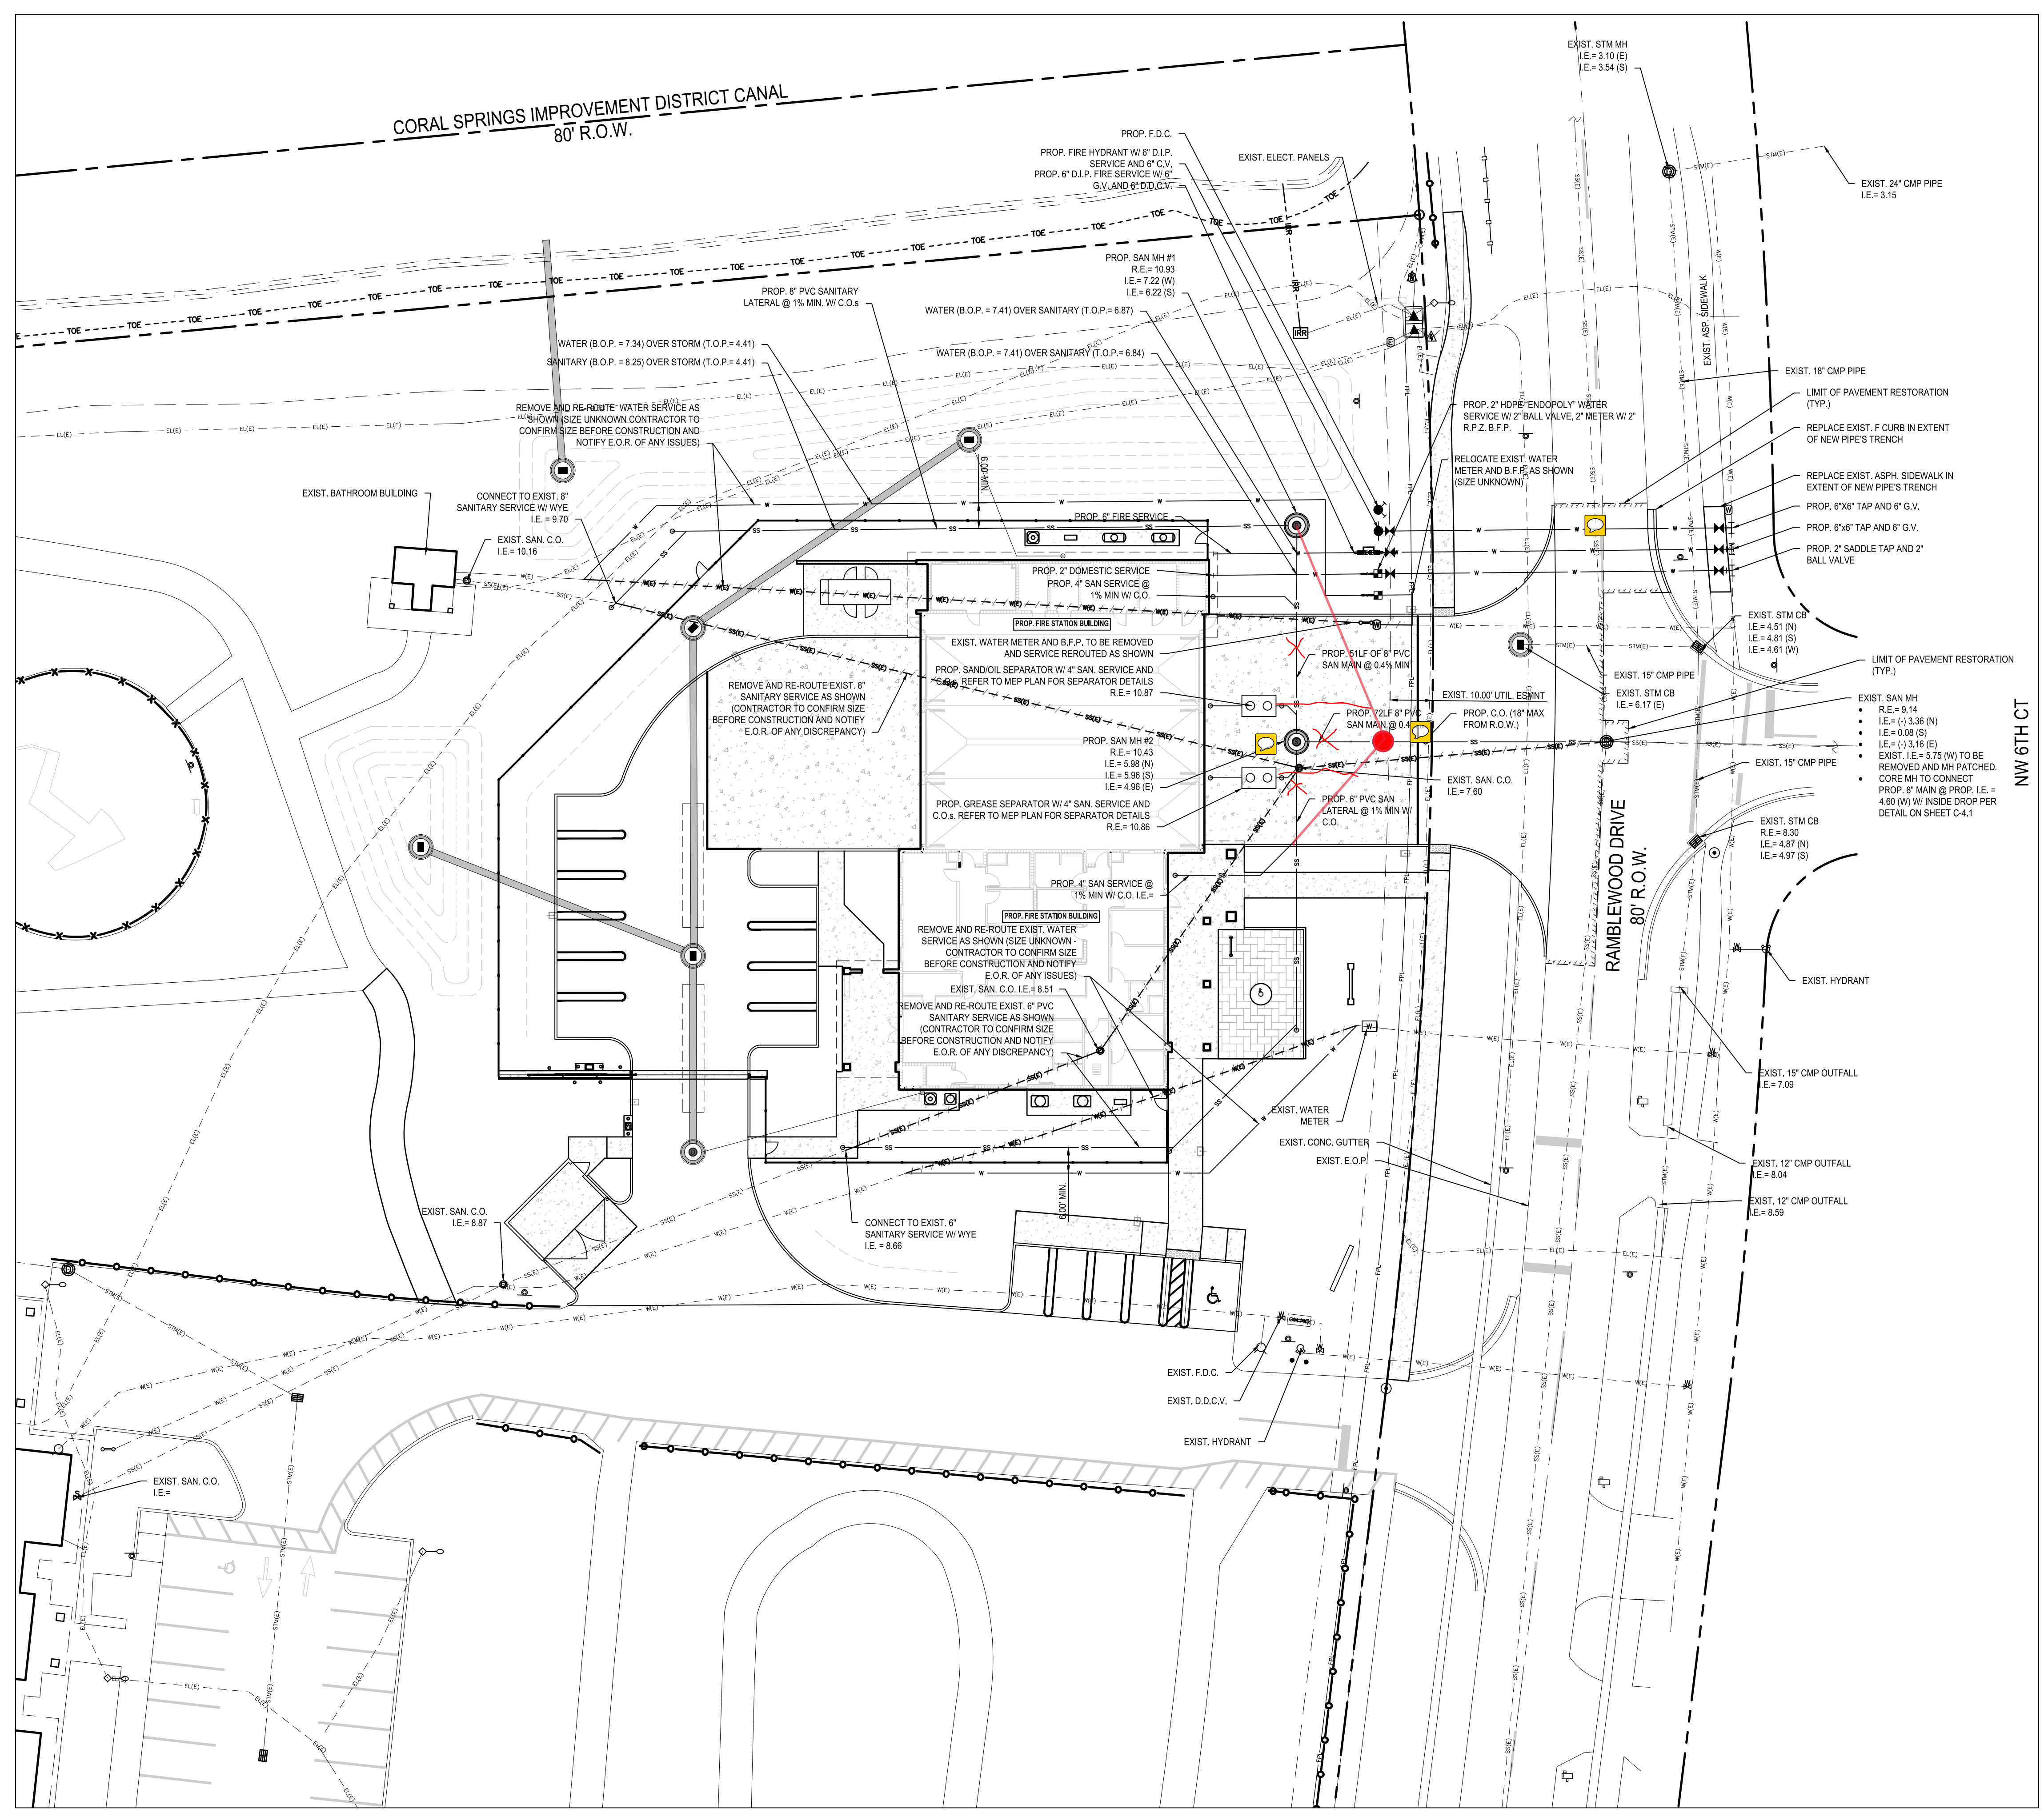 CORAL SPRINGS IMPROVEMENT DISTRICT CANAL
80' R.O.W.
EXIST. STM MH
I.E.= 3.10 (E)
I.E.= 3.54 (S)
EXIST. 24" CMP PIPE
I.E.= 3.15
PROP. F.D.C.
PROP. FIRE HYDRANT W/ 6" D.I.P.
SERVICE AND 6" C.V.
PROP. 6" D.I.P. FIRE SERVICE W/ 6"
G.V. AND 6" D.D.C.V.
EXIST. ELECT. PANELS
PROP. SAN MH #1
R.E.= 10.93
I.E.= 7.22 (W)
I.E.= 6.22 (S)
PROP. 8" PVC SANITARY
LATERAL @ 1% MIN. W/ C.O.s
WATER (B.O.P. = 7.41) OVER SANITARY (T.O.P.= 6.87)
WATER (B.O.P. = 7.34) OVER STORM (T.O.P.= 4.41)
WATER (B.O.P. = 7.41) OVER SANITARY (T.O.P.= 6.84)
SANITARY (B.O.P. = 8.25) OVER STORM (T.O.P.= 4.41)
IRR
EXIST. ASP. SIDEWALK
EXIST. 18" CMP PIPE
LIMIT OF PAVEMENT RESTORATION
(TYP.)
REPLACE EXIST. F CURB IN EXTENT
OF NEW PIPE'S TRENCH
REPLACE EXIST. ASPH. SIDEWALK IN
EXTENT OF NEW PIPE'S TRENCH
PROP. 6"X6" TAP AND 6" G.V.
PROP. 6"x6" TAP AND 6" G.V.
PROP. 2" SADDLE TAP AND 2"
BALL VALVE
REMOVE AND RE-ROUTE WATER SERVICE AS
SHOWN (SIZE UNKNOWN CONTRACTOR TO
CONFIRM SIZE BEFORE CONSTRUCTION AND
NOTIFY E.O.R. OF ANY ISSUES)
PROP. 2" HDPE "ENDOPOLY" WATER
SERVICE W/ 2" BALL VALVE, 2" METER W/ 2"
R.P.Z. B.F.P.
RELOCATE EXIST. WATER
METER AND B.F.P. AS SHOWN
(SIZE UNKNOWN)
EXIST. BATHROOM BUILDING
CONNECT TO EXIST. 8"
SANITARY SERVICE W/ WYE
I.E. = 9.70
EXIST. SAN. C.O.
I.E.= 10.16
6.00' MIN.
PROP. 6" FIRE SERVICE
PROP. 2" DOMESTIC SERVICE
PROP. 4" SAN SERVICE @
1% MIN W/ C.O.
PROP. FIRE STATION BUILDING
EXIST. WATER METER AND B.F.P. TO BE REMOVED
AND SERVICE REROUTED AS SHOWN
PROP. SAND/OIL SEPARATOR W/ 4" SAN. SERVICE AND
C.O.s. REFER TO MEP PLAN FOR SEPARATOR DETAILS
R.E.= 10.87
REMOVE AND RE-ROUTE EXIST. 8"
SANITARY SERVICE AS SHOWN
(CONTRACTOR TO CONFIRM SIZE
BEFORE CONSTRUCTION AND NOTIFY
E.O.R. OF ANY DISCREPANCY)
PROP. SAN MH #2
R.E.= 10.43
I.E.= 5.98 (N)
I.E.= 5.96 (S)
I.E.= 4.96 (E)
PROP. GREASE SEPARATOR W/ 4" SAN. SERVICE AND
C.O.s. REFER TO MEP PLAN FOR SEPARATOR DETAILS
R.E.= 10.86
PROP. 51LF OF 8" PVC
SAN MAIN @ 0.4% MIN
PROP. 72LF 8" PVC
SAN MAIN @ 0.4
EXIST. 10.00' UTIL. ESMNT
PROP. C.O. (18" MAX
FROM R.O.W.)
EXIST. SAN. C.O.
I.E.= 7.60
PROP. 6" PVC SAN
LATERAL @ 1% MIN W/
C.O.
EXIST. STM CB
I.E.= 4.51 (N)
I.E.= 4.81 (S)
I.E.= 4.61 (W)
LIMIT OF PAVEMENT RESTORATION
(TYP.)
EXIST. 15" CMP PIPE
EXIST. STM CB
I.E.= 6.17 (E)
EXIST. SAN MH
R.E.= 9.14
I.E.= (-) 3.36 (N)
I.E.= 0.08 (S)
I.E.= (-) 3.16 (E)
EXIST. I.E.= 5.75 (W) TO BE
REMOVED AND MH PATCHED.
CORE MH TO CONNECT
PROP. 8" MAIN @ PROP. I.E. =
4.60 (W) W/ INSIDE DROP PER
DETAIL ON SHEET C-4.1
NW 6TH CT
EXIST. 15" CMP PIPE
EXIST. STM CB
R.E.= 8.30
I.E.= 4.87 (N)
I.E.= 4.97 (S)
RAMBLEWOOD DRIVE
80' R.O.W.
PROP. 4" SAN SERVICE @
1% MIN W/ C.O. I.E.=
PROP. FIRE STATION BUILDING
REMOVE AND RE-ROUTE EXIST. WATER
SERVICE AS SHOWN (SIZE UNKNOWN -
CONTRACTOR TO CONFIRM SIZE
BEFORE CONSTRUCTION AND NOTIFY
E.O.R. OF ANY ISSUES)
EXIST. SAN. C.O. I.E.= 8.51
REMOVE AND RE-ROUTE EXIST. 6" PVC
SANITARY SERVICE AS SHOWN
(CONTRACTOR TO CONFIRM SIZE
BEFORE CONSTRUCTION AND NOTIFY
E.O.R. OF ANY DISCREPANCY)
EXIST. HYDRANT
EXIST. 15" CMP OUTFALL
I.E.= 7.09
EXIST. WATER
METER
EXIST. CONC. GUTTER
EXIST. E.O.P.
EXIST. 12" CMP OUTFALL
I.E.= 8.04
EXIST. 12" CMP OUTFALL
I.E.= 8.59
6.00' MIN.
EXIST. SAN. C.O.
I.E.= 8.87
CONNECT TO EXIST. 6"
SANITARY SERVICE W/ WYE
I.E. = 8.66
EXIST. F.D.C.
EXIST. D.D.C.V.
EXIST. HYDRANT
EXIST. SAN. C.O.
I.E.=